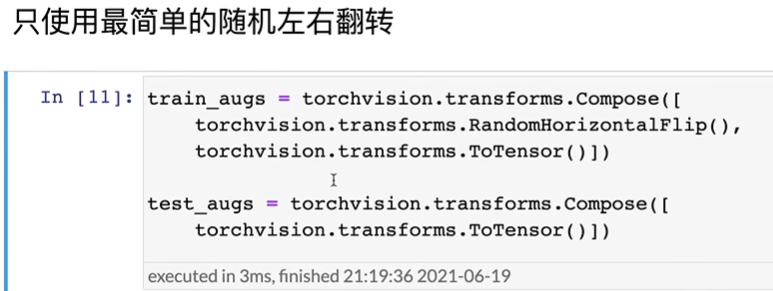 只使用最简单的随机左右翻转
In [11]: train_augs = torchvision.transforms.Compose([
torchvision.transforms.RandomHorizontalFlip(),
torchvision.transforms.ToTensor()])
test_augs = torchvision.transforms.Compose([
torchvision.transforms.ToTensor()])
executed in 3ms, finished 21:19:36 2021-06-19